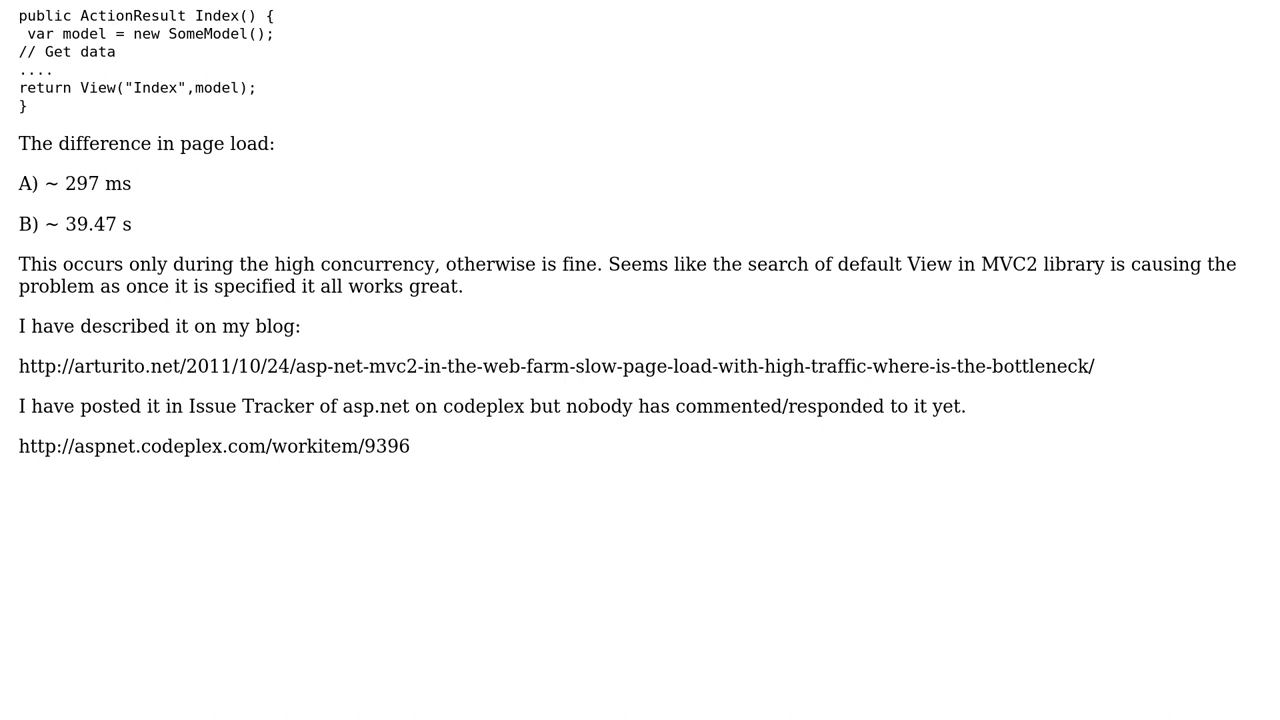 public ActionResult Index() {
 var model = new SomeModel();
// Get data
....
return View("Index",model);
}
The difference in page load:
A) ~ 297 ms
B) ~ 39.47 s
This occurs only during the high concurrency, otherwise is fine. Seems like the search of default View in MVC2 library is causing the
problem as once it is specified it all works great.
I have described it on my blog:
http://arturito.net/2011/10/24/asp-net-mvc2-in-the-web-farm-slow-page-load-with-high-traffic-where-is-the-bottleneck/
I have posted it in Issue Tracker of asp.net on codeplex but nobody has commented/responded to it yet.
http://aspnet.codeplex.com/workitem/9396